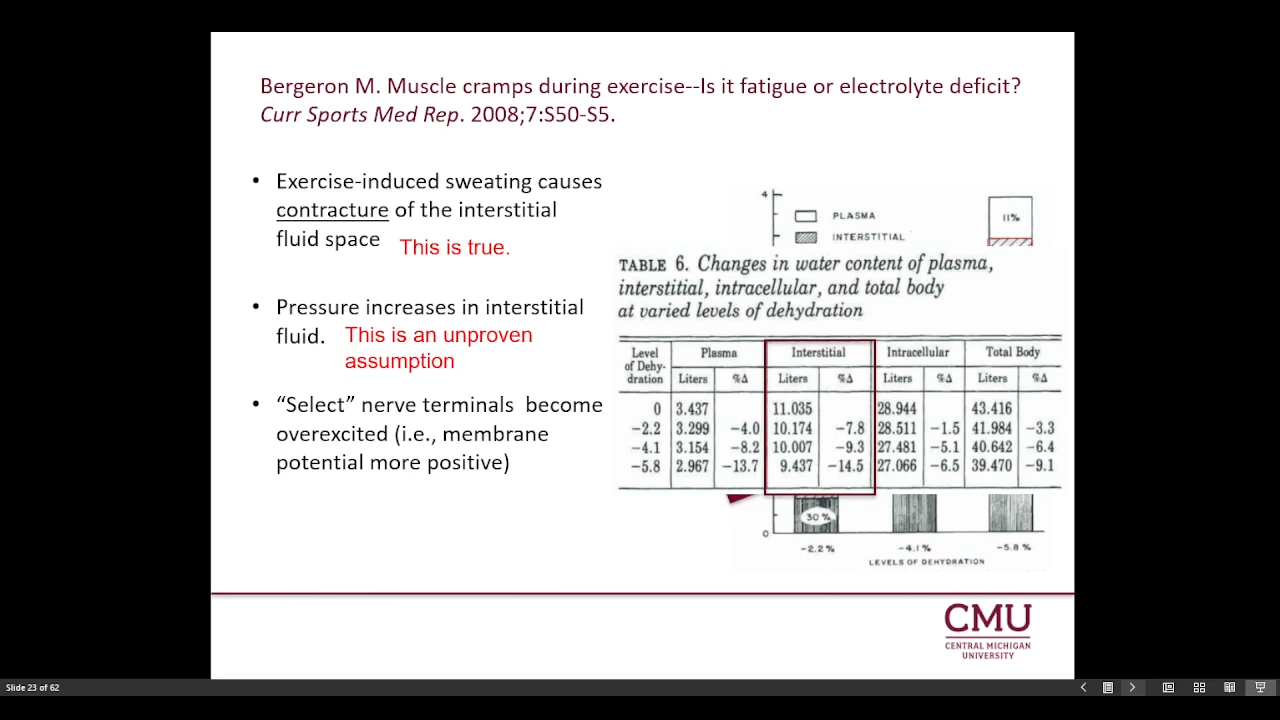 Bergeron M. Muscle cramps during exercise--Is it fatigue or electrolyte deficit?
Curr Sports Med Rep. 2008;7:S50-S5.
• Exercise-induced sweating causes
contracture of the interstitial
fluid space This is true.
• Pressure increases in interstitial
fluid. This is an unproven
assumption
• “Select” nerve terminals become
overexcited (i.e., membrane
potential more positive)
4
PLASMA
INTERSTITIAL
11%
TABLE 6. Changes in water content of plasma,
interstitial, intracellular, and total body
at varied levels of dehydration
Level of Dehy- dration Plasma Interstitial Intracellular Total Body
Liters %Δ Liters %Δ Liters %Δ Liters %Δ
0 3.437 11.035 28.944 43.416
−2.2 3.299 −4.0 10.174 −7.8 28.511 −1.5 41.984 −3.3
−4.1 3.154 −8.2 10.007 −9.3 27.481 −5.1 40.642 −6.4
−5.8 2.967 −13.7 9.437 −14.5 27.066 −6.5 39.470 −9.1
30%
0
−2.2% −4.1% −5.8%
LEVELS OF DEHYDRATION
CMU
CENTRAL MICHIGAN
UNIVERSITY
Slide 23 of 62